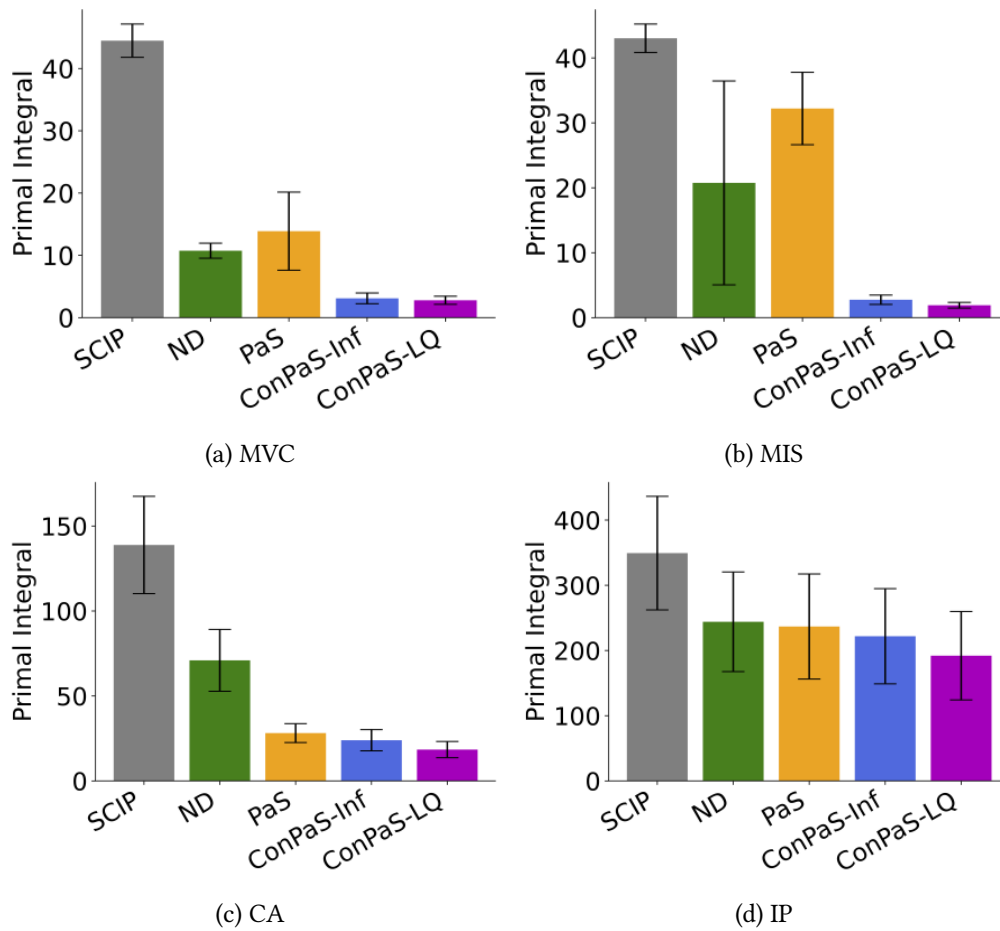 Primal Integral
40
30
20
10
0
SCIP
ND
PaS
ConPaS-Inf
ConPaS-LQ
(a) MVC
Primal Integral
40
30
20
10
0
SCIP
ND
PaS
ConPaS-Inf
ConPaS-LQ
(b) MIS
Primal Integral
150
100
50
0
SCIP
ND
PaS
ConPaS-Inf
ConPaS-LQ
(c) CA
Primal Integral
400
300
200
100
0
SCIP
ND
PaS
ConPaS-Inf
ConPaS-LQ
(d) IP